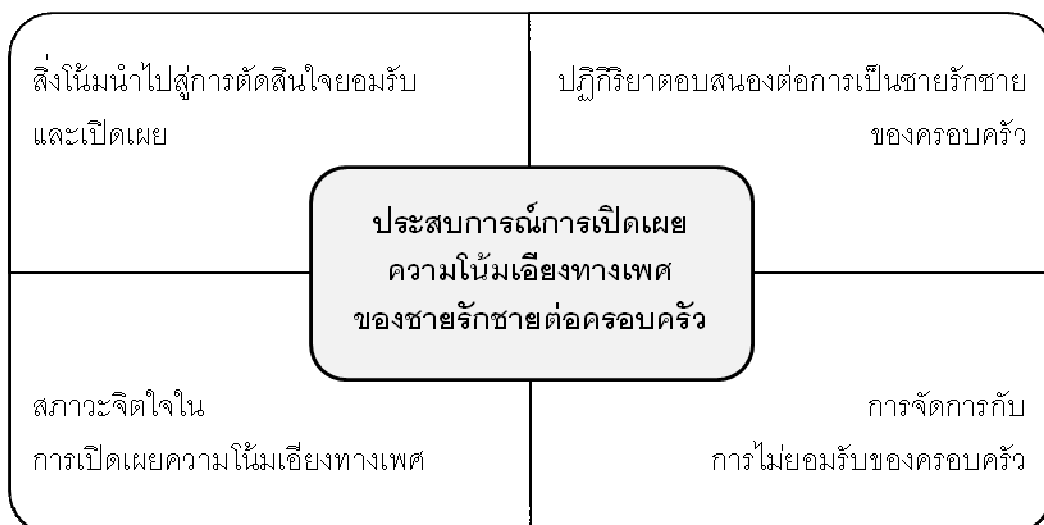 สิ่งโน้มนำไปสู่การตัดสินใจยอมรับ
และเปิดเผย
ปฏิกิริยาตอบสนองต่อการเป็นชายรักชาย
ของครอบครัว
ประสบการณ์การเปิดเผย
ความโน้มเอียงทางเพศ
ของชายรักชายต่อครอบครัว
สภาวะจิตใจใน
การเปิดเผยความโน้มเอียงทางเพศ
การจัดการกับ
การไม่ยอมรับของครอบครัว